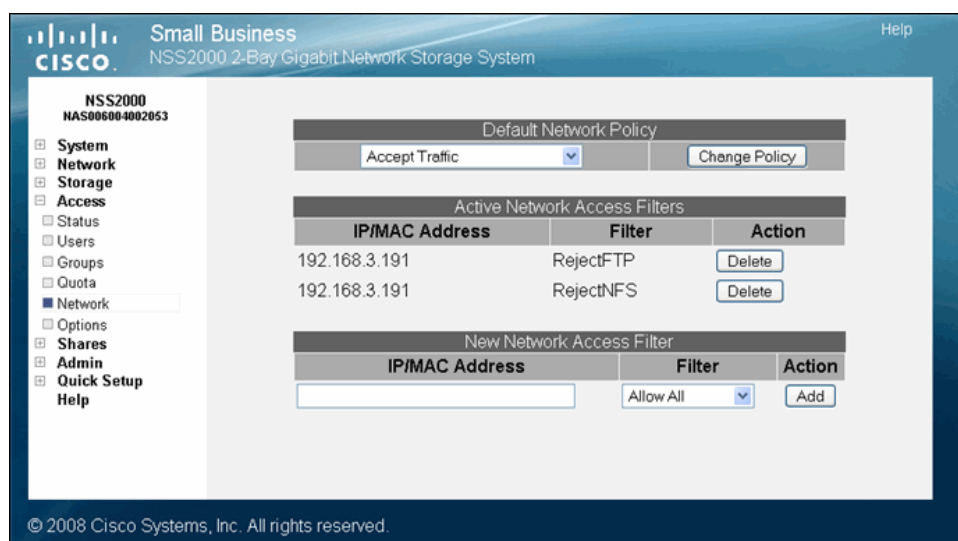 Small Business
Help
CISCO.
NSS2000 2-Bay Gigabit Network Storage System
NSS2000
NAS006004002053
System
Network
Storage
Access
Status
Users
Groups
Quota
Network
Options
Shares
Admin
Quick Setup
Help
Default Network Policy
Accept Traffic Change Policy
Active Network Access Filters
IP/MAC Address Filter Action
192.168.3.191 RejectFTP Delete
192.168.3.191 RejectNFS Delete
New Network Access Filter
IP/MAC Address Filter Action
Allow All Add
© 2008 Cisco Systems, Inc. All rights reserved.